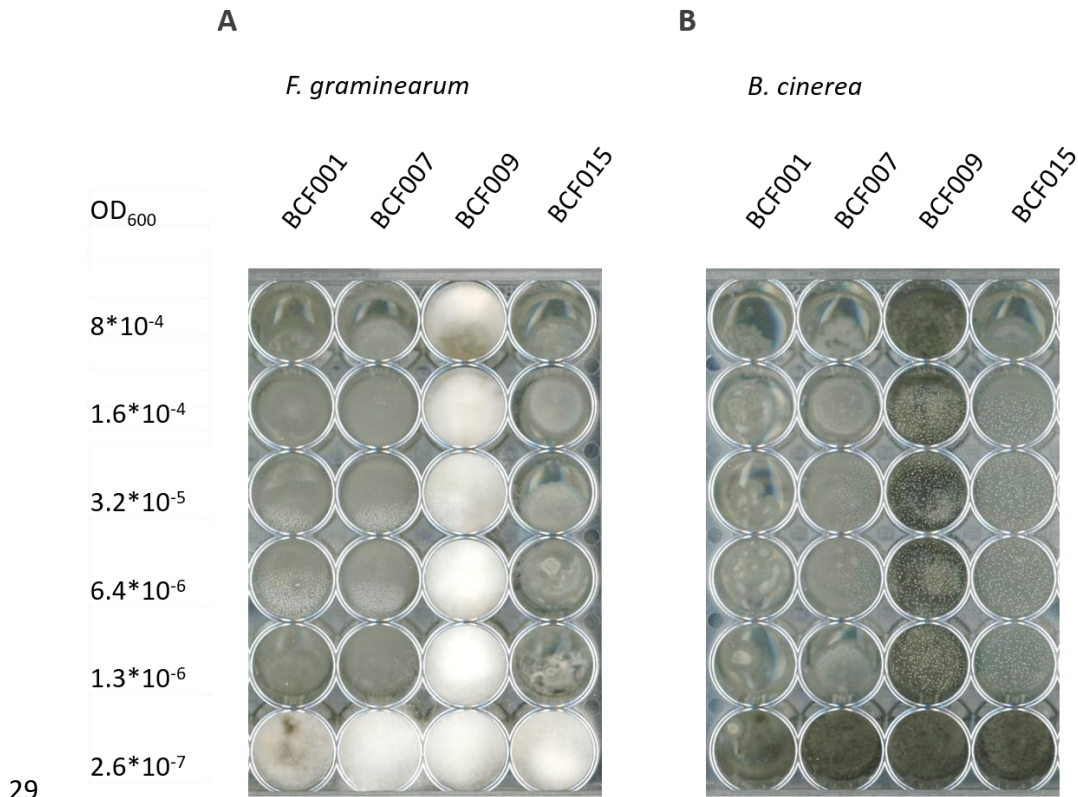 A
B
F. graminearum
B. cinerea
BCF001 BCF007 BCF009 BCF015
BCF001 BCF007 BCF009 BCF015
OD600
8*10-4
1.6*10-4
3.2*10-5
6.4*10-6
1.3*10-6
2.6*10-7
29